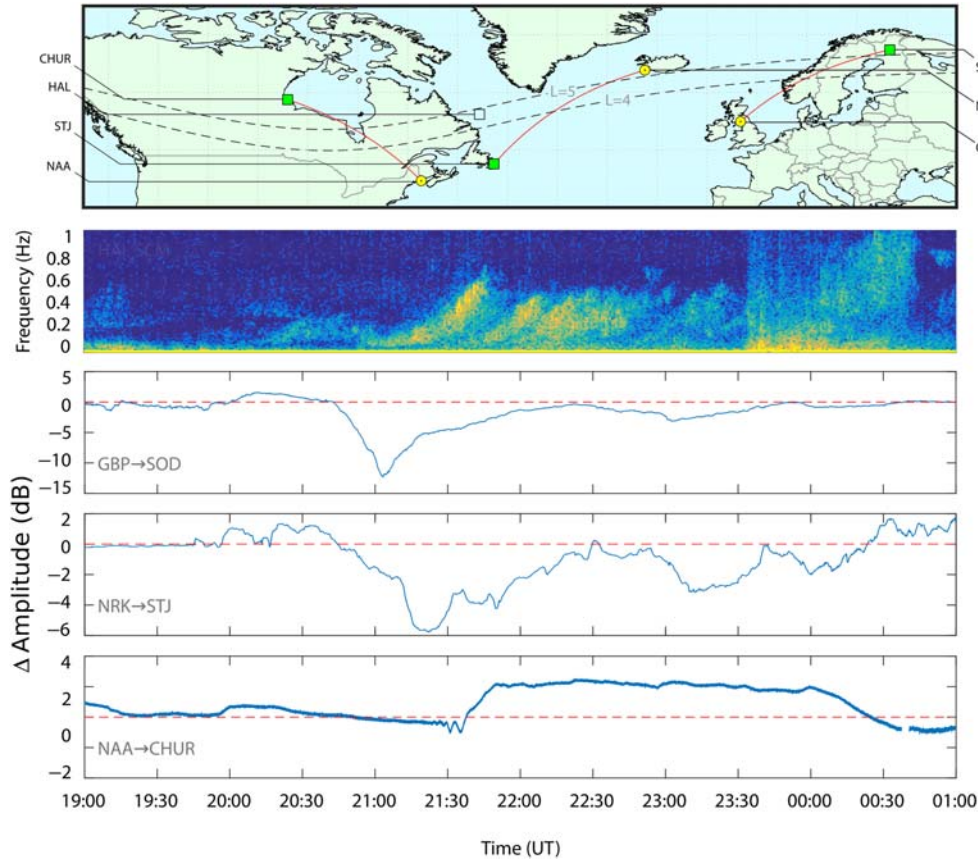 CHUR
HAL
STJ
NAA
L=5
L=4
Frequency (Hz)
1
0.8
0.6
0.4
0.2
0
Δ Amplitude (dB)
5
0
−5
−10
−15
GBP→SOD
2
0
−2
−4
−6
NRK→STJ
4
2
0
−2
NAA→CHUR
19:00 19:30 20:00 20:30 21:00 21:30 22:00 22:30 23:00 23:30 00:00 00:30 01:00
Time (UT)